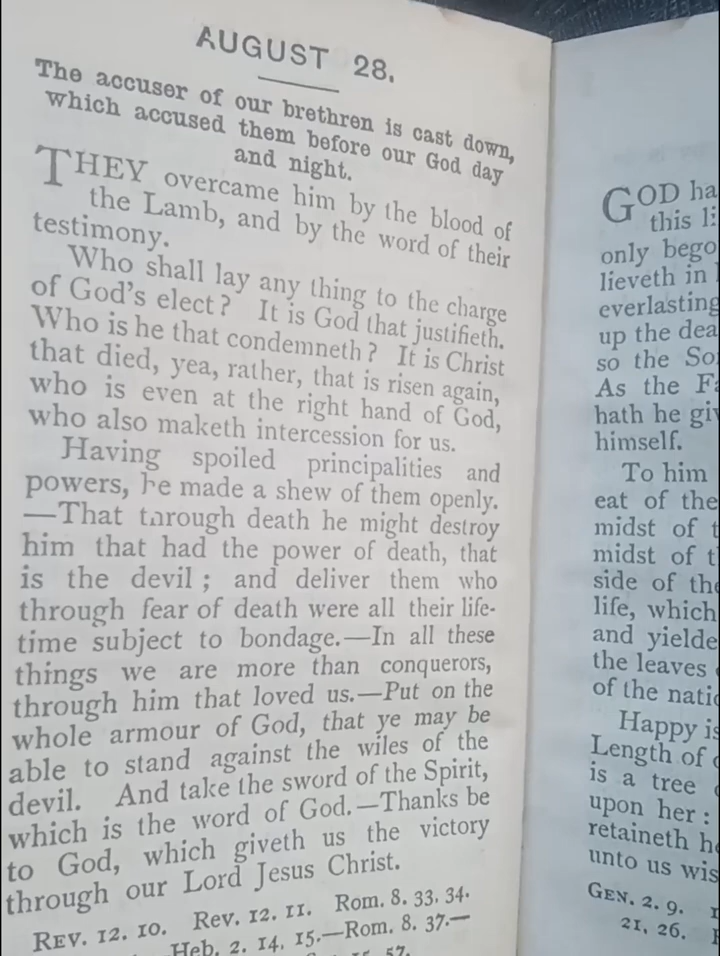 AUGUST 28.
The accuser of our brethren is cast down,
which accused them before our God day
and night.
THEY overcame him by the blood of
the Lamb, and by the word of their
testimony.
Who shall lay any thing to the charge
of God's elect? It is God that justifieth.
Who is he that condemneth? It is Christ
that died, yea, rather, that is risen again,
who is even at the right hand of God,
who also maketh intercession for us.
Having spoiled principalities and
powers, he made a shew of them openly.
—That through death he might destroy
him that had the power of death, that
is the devil; and deliver them who
through fear of death were all their life-
time subject to bondage.—In all these
things we are more than conquerors,
through him that loved us.—Put on the
whole armour of God, that ye may be
able to stand against the wiles of the
devil. And take the sword of the Spirit,
which is the word of God.—Thanks be
to God, which giveth us the victory
through our Lord Jesus Christ.
REV. 12. 10. Rev. 12. 11. Rom. 8. 33, 34.
Heb. 2. 14, 15.—Rom. 8. 37.—
57.
GOD ha
this li
only bego
lieveth in
everlasting
up the dea
so the So
As the Fa
hath he giv
himself.
To him
eat of the
midst of t
midst of t
side of the
life, which
and yielde
the leaves
of the natio
Happy is
Length of
is a tree
upon her:
retaineth he
unto us wis
GEN. 2. 9.
21, 26.